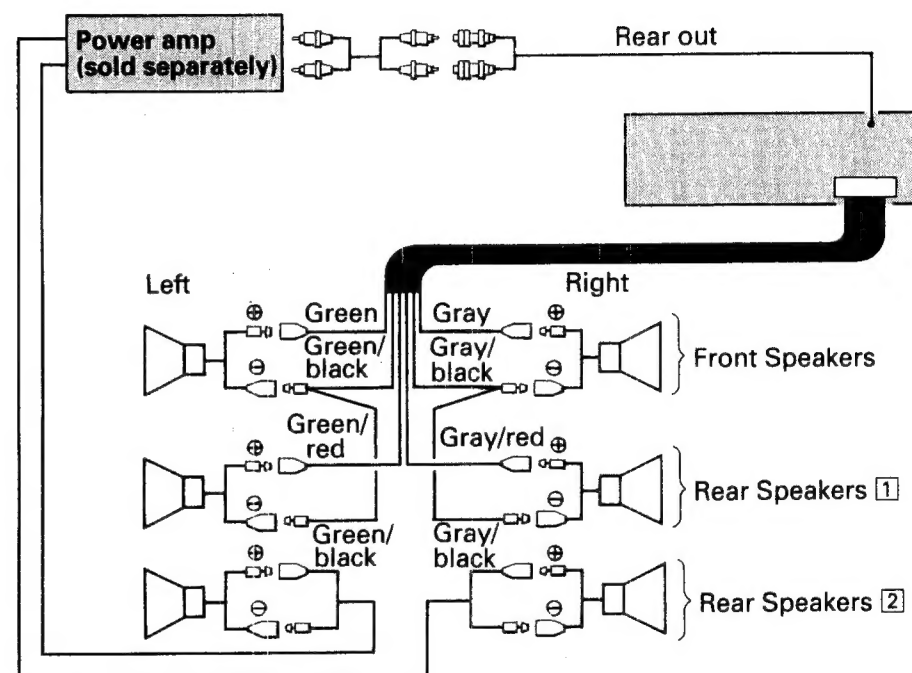 Power amp
(sold separately)
Rear out
Left
Right
⊕
Green
Gray
⊕
Green/
black
Gray/
black
⊖
⊖
Front Speakers
Green/
red
Gray/red
⊕
⊕
Rear Speakers 1
⊖
⊖
Green/
black
Gray/
black
⊕
⊕
Rear Speakers 2
⊖
⊖